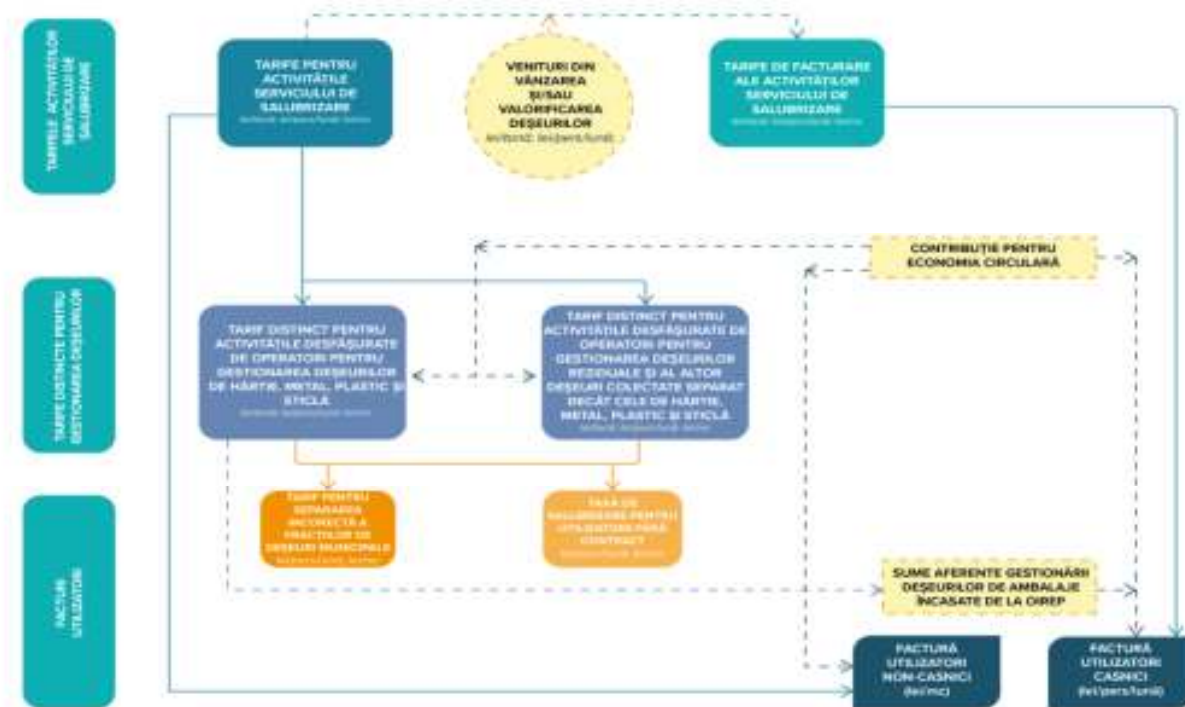 TARIFELE ACTIVITĂȚILOR
SERVICIULUI DE
SALUBRIZARE
TARIFE PENTRU
ACTIVITĂȚILE
SERVICIULUI DE
SALUBRIZARE
VENITURI DIN
VÂNZAREA
ȘI/SAU
VALORIFICAREA
DEȘEURILOR
lei/tonă; lei/pers/lună
TARIFE DE FACTURARE
ALE ACTIVITĂȚILOR
SERVICIULUI DE
SALUBRIZARE
CONTRIBUȚIE PENTRU
ECONOMIA CIRCULARĂ
TARIFE DISTINCTE PENTRU
GESTIONAREA DEȘEURILOR
TARIF DISTINCT PENTRU
ACTIVITĂȚILE DESFĂȘURATE
DE OPERATORI PENTRU
GESTIONAREA DEȘEURILOR
DE HÂRTIE, METAL, PLASTIC ȘI
STICLĂ
TARIF DISTINCT PENTRU
ACTIVITĂȚILE DESFĂȘURATE DE
OPERATORI PENTRU
GESTIONAREA DEȘEURILOR
REZIDUALE ȘI AL ALTOR
DEȘEURI COLECTATE SEPARAT
DECÂT CELE DE HÂRTIE,
METAL, PLASTIC ȘI STICLĂ
TARIF PENTRU
SEPARAREA
INCORECTĂ A
FRACȚIILOR DE
DEȘEURI MUNICIPALE
TAXĂ DE
SALUBRIZARE PENTRU
UTILIZATORII FĂRĂ
CONTRACT
SUME AFERENTE GESTIONĂRII
DEȘEURILOR DE AMBALAJE
ÎNCASATE DE LA OIREP
FACTURI
UTILIZATORI
FACTURĂ
UTILIZATORI
NON-CASNICI
(lei/mc)
FACTURĂ
UTILIZATORI
CASNICI
(lei/pers/lună)